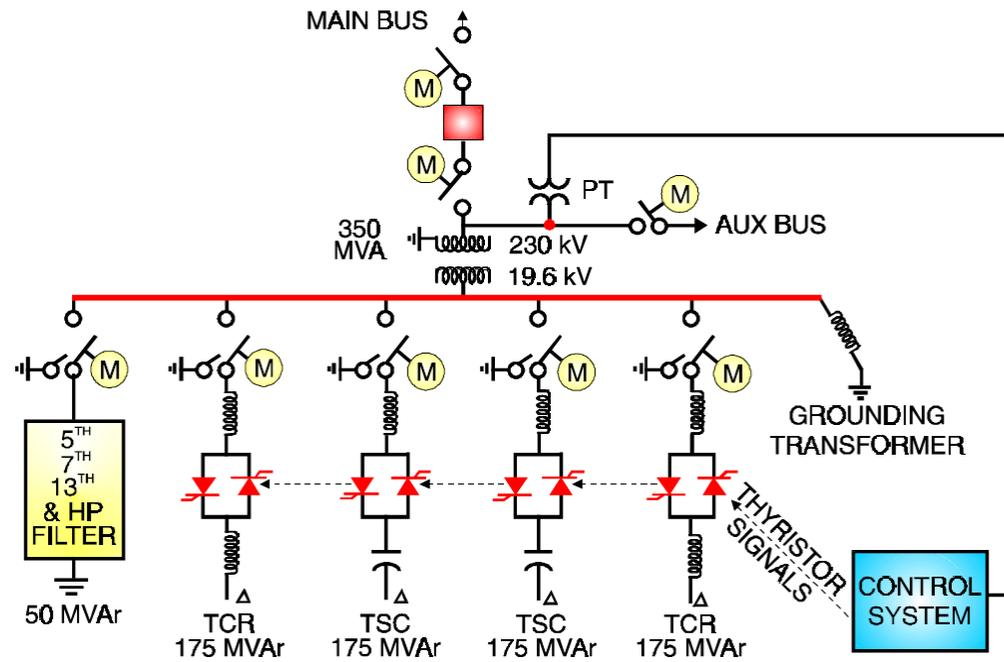 MAIN BUS
M
M
PT
M
AUX BUS
350
MVA
230 kV
19.6 kV
M
M
M
M
M
GROUNDING
TRANSFORMER
5TH
7TH
13TH
& HP
FILTER
THYRISTOR
SIGNALS
CONTROL
SYSTEM
50 MVAr
TCR
175 MVAr
TSC
175 MVAr
TSC
175 MVAr
TCR
175 MVAr